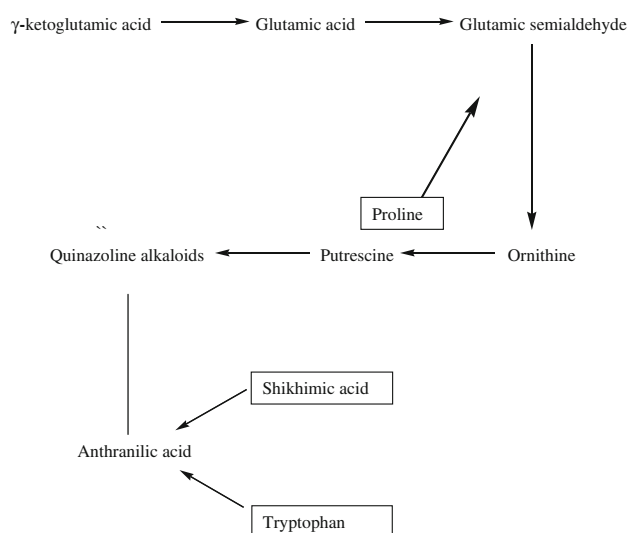 γ-ketoglutamic acid Glutamic acid Glutamic semialdehyde
Proline
``
Quinazoline alkaloids Putrescine Ornithine
Shikhimic acid
Anthranilic acid
Tryptophan